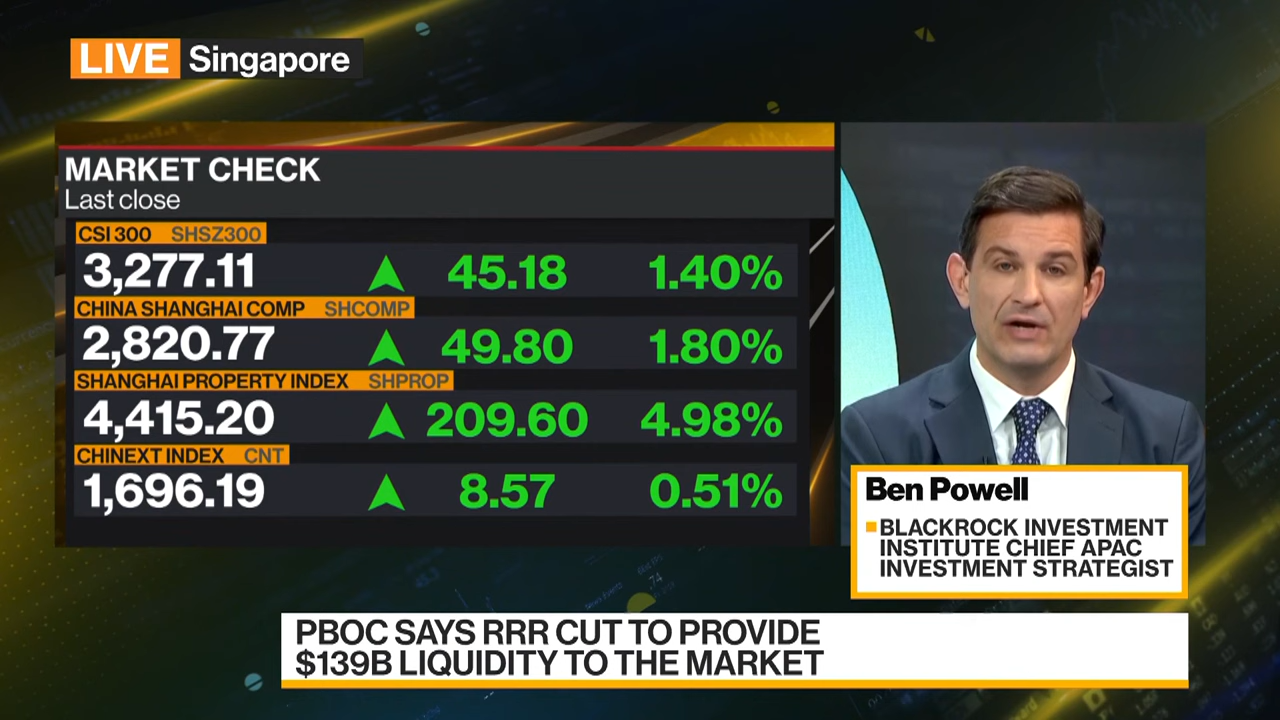 LIVE Singapore
MARKET CHECK
Last close
CSI 300 SHSZ300
3,277.11 ▲ 45.18 1.40%
CHINA SHANGHAI COMP SHCOMP
2,820.77 ▲ 49.80 1.80%
SHANGHAI PROPERTY INDEX SHPROP
4,415.20 ▲ 209.60 4.98%
CHINEXT INDEX CNT
1,696.19 ▲ 8.57 0.51%
Ben Powell
BLACKROCK INVESTMENT
INSTITUTE CHIEF APAC
INVESTMENT STRATEGIST
PBOC SAYS RRR CUT TO PROVIDE
$139B LIQUIDITY TO THE MARKET